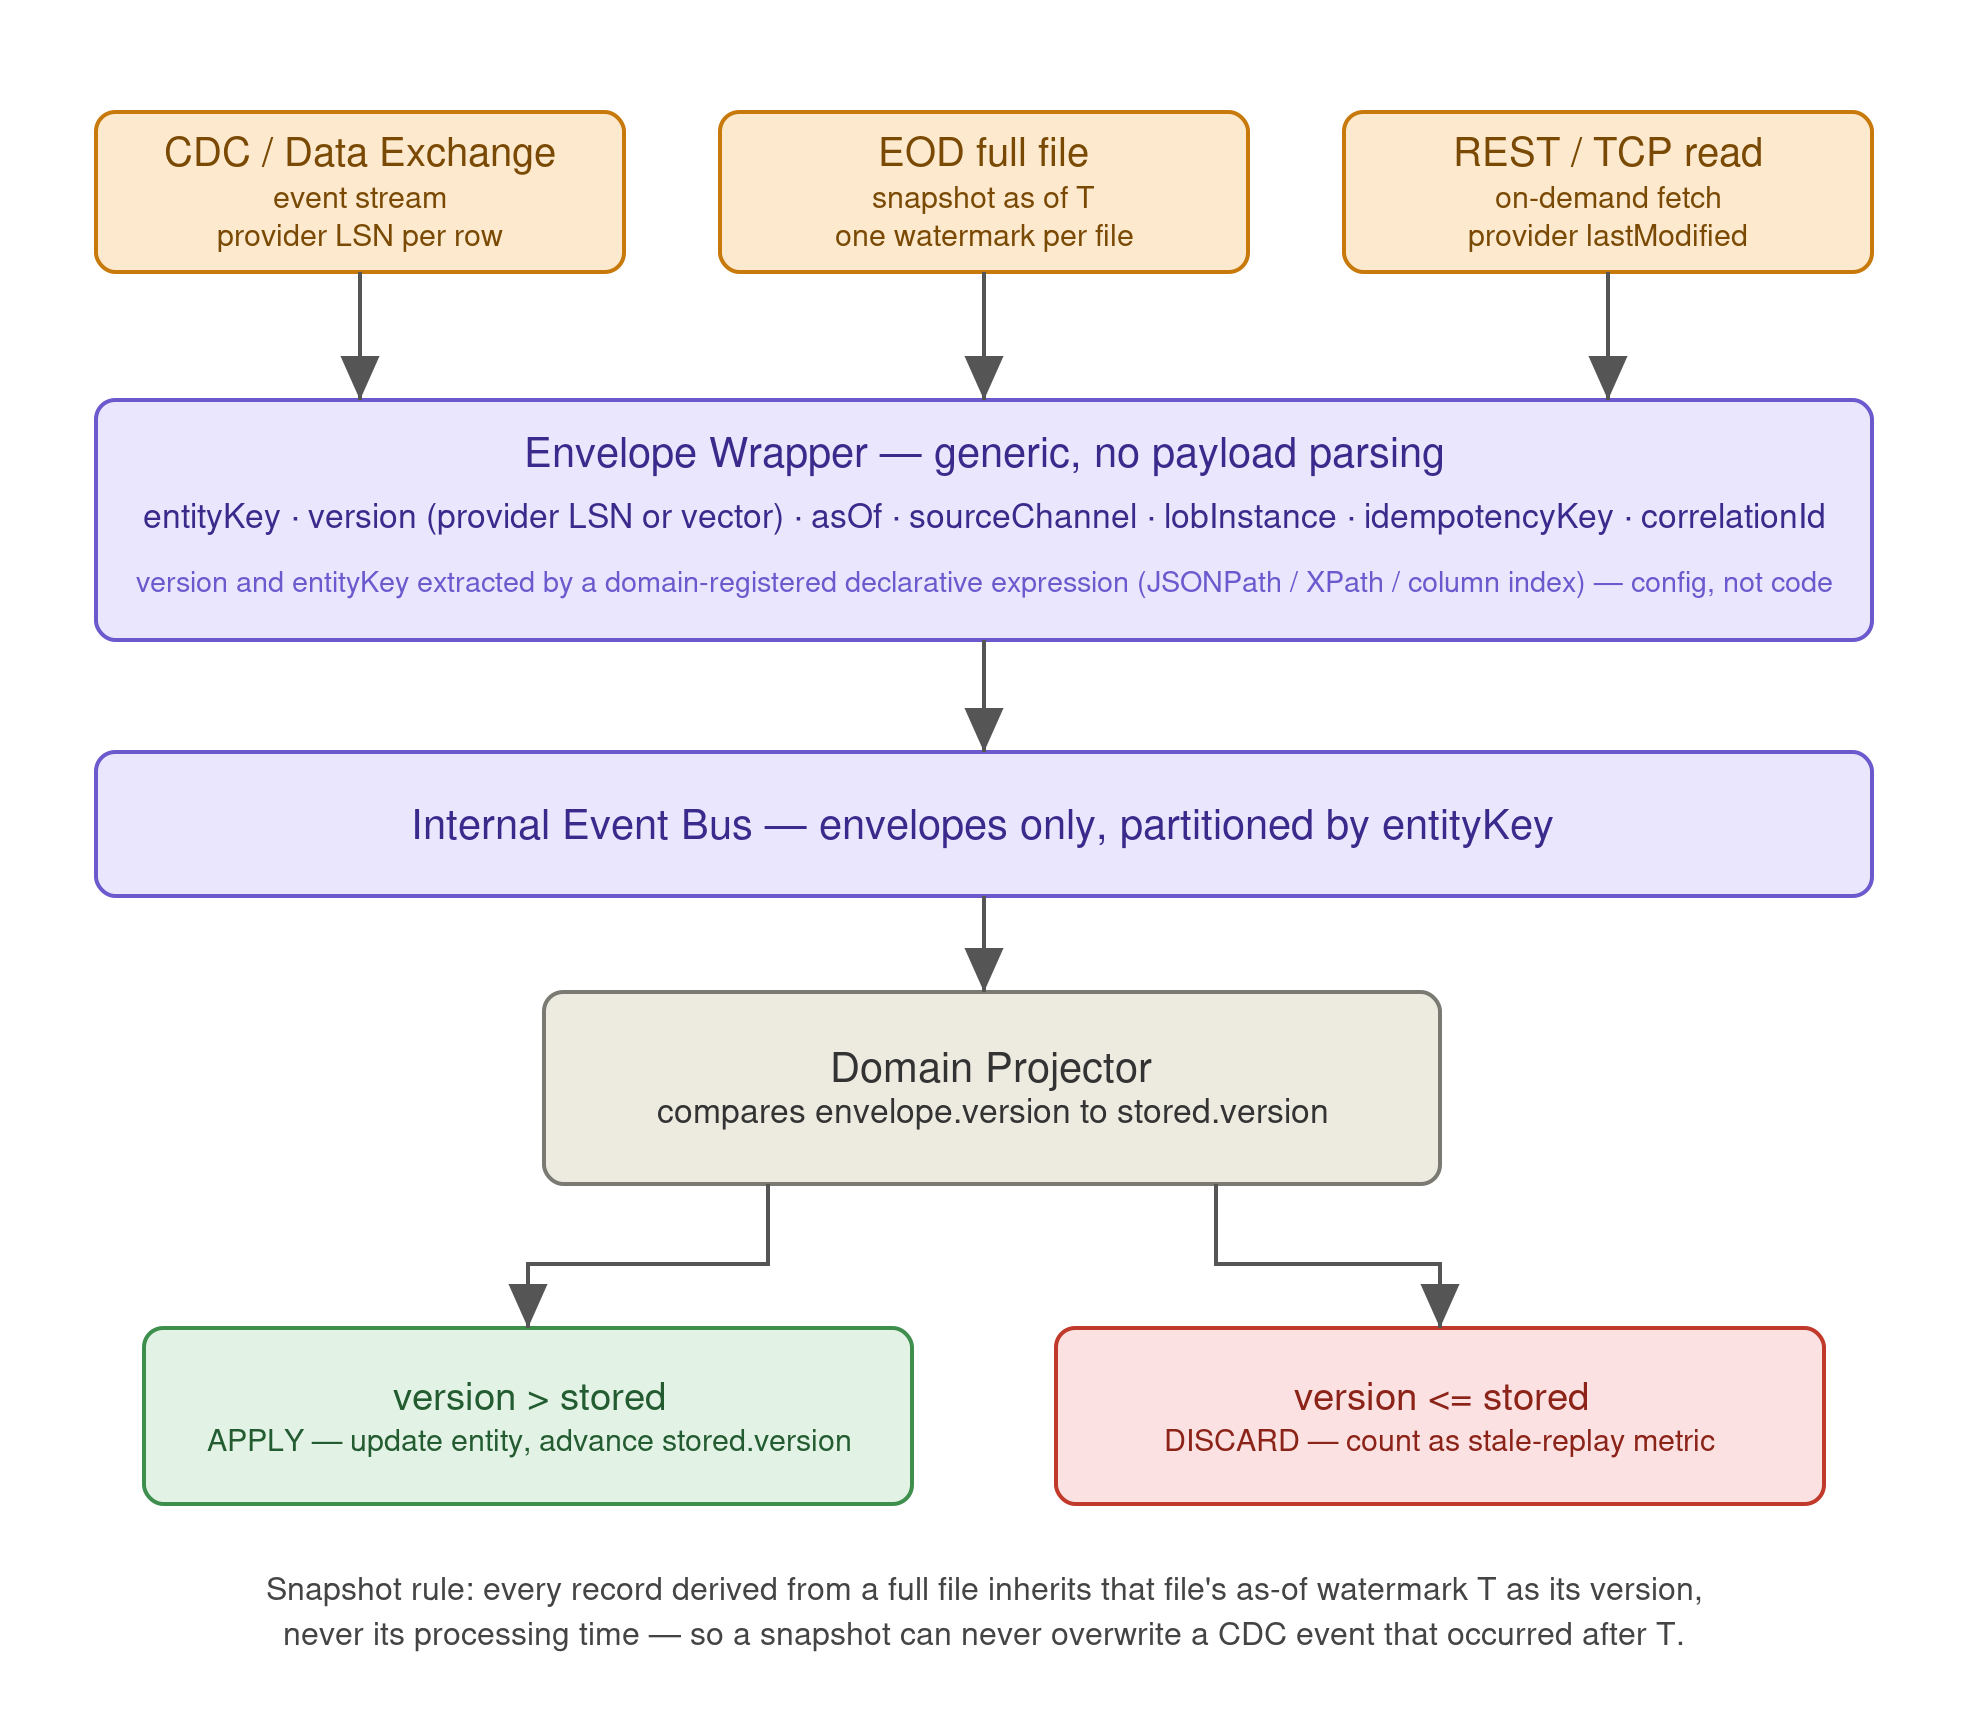 CDC / Data Exchange
event stream
provider LSN per row
EOD full file
snapshot as of T
one watermark per file
REST / TCP read
on-demand fetch
provider lastModified
Envelope Wrapper — generic, no payload parsing
entityKey · version (provider LSN or vector) · asOf · sourceChannel · lobInstance · idempotencyKey · correlationId
version and entityKey extracted by a domain-registered declarative expression (JSONPath / XPath / column index) — config, not code
Internal Event Bus — envelopes only, partitioned by entityKey
Domain Projector
compares envelope.version to stored.version
version > stored
APPLY — update entity, advance stored.version
version <= stored
DISCARD — count as stale-replay metric
Snapshot rule: every record derived from a full file inherits that file's as-of watermark T as its version,
never its processing time — so a snapshot can never overwrite a CDC event that occurred after T.